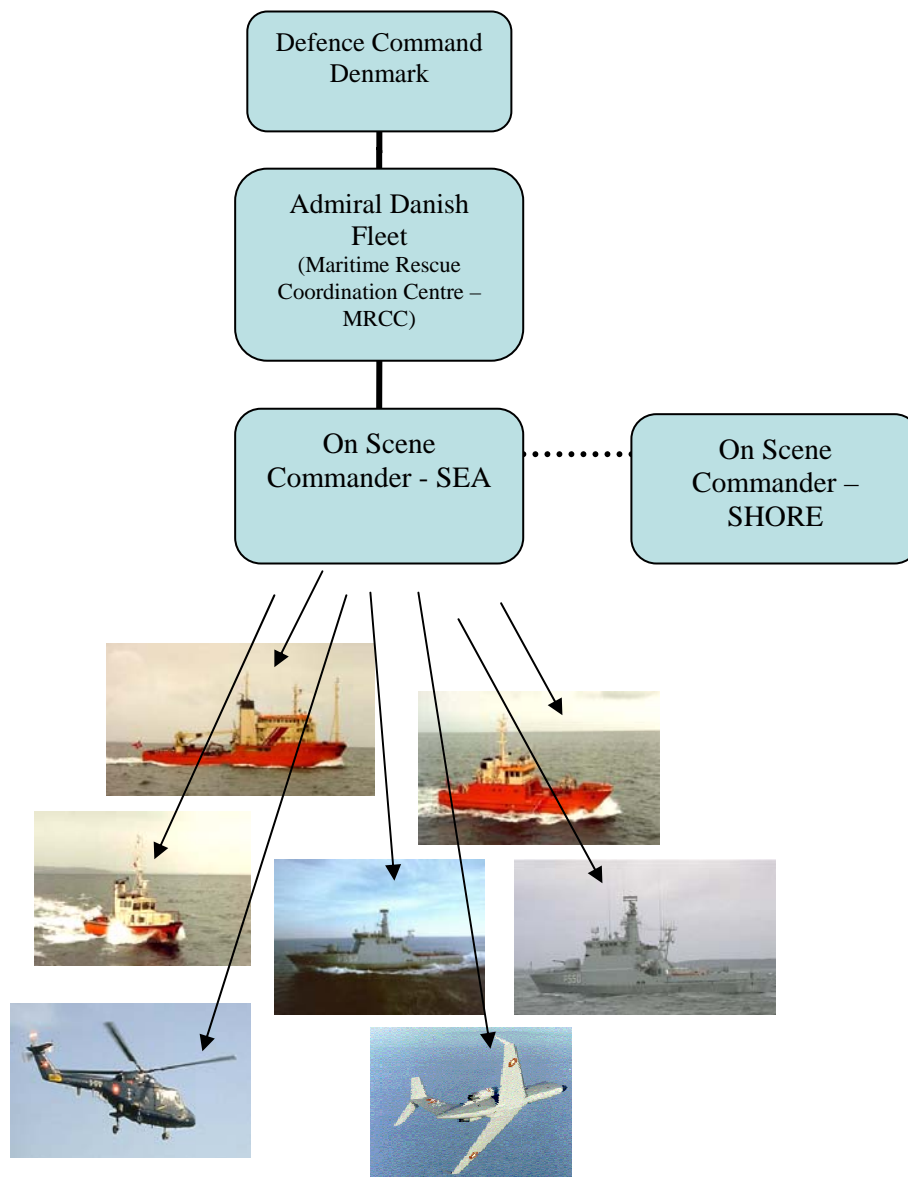 Defence Command
Denmark
Admiral Danish
Fleet
(Maritime Rescue
Coordination Centre –
MRCC)
On Scene
Commander - SEA
On Scene
Commander –
SHORE
P550